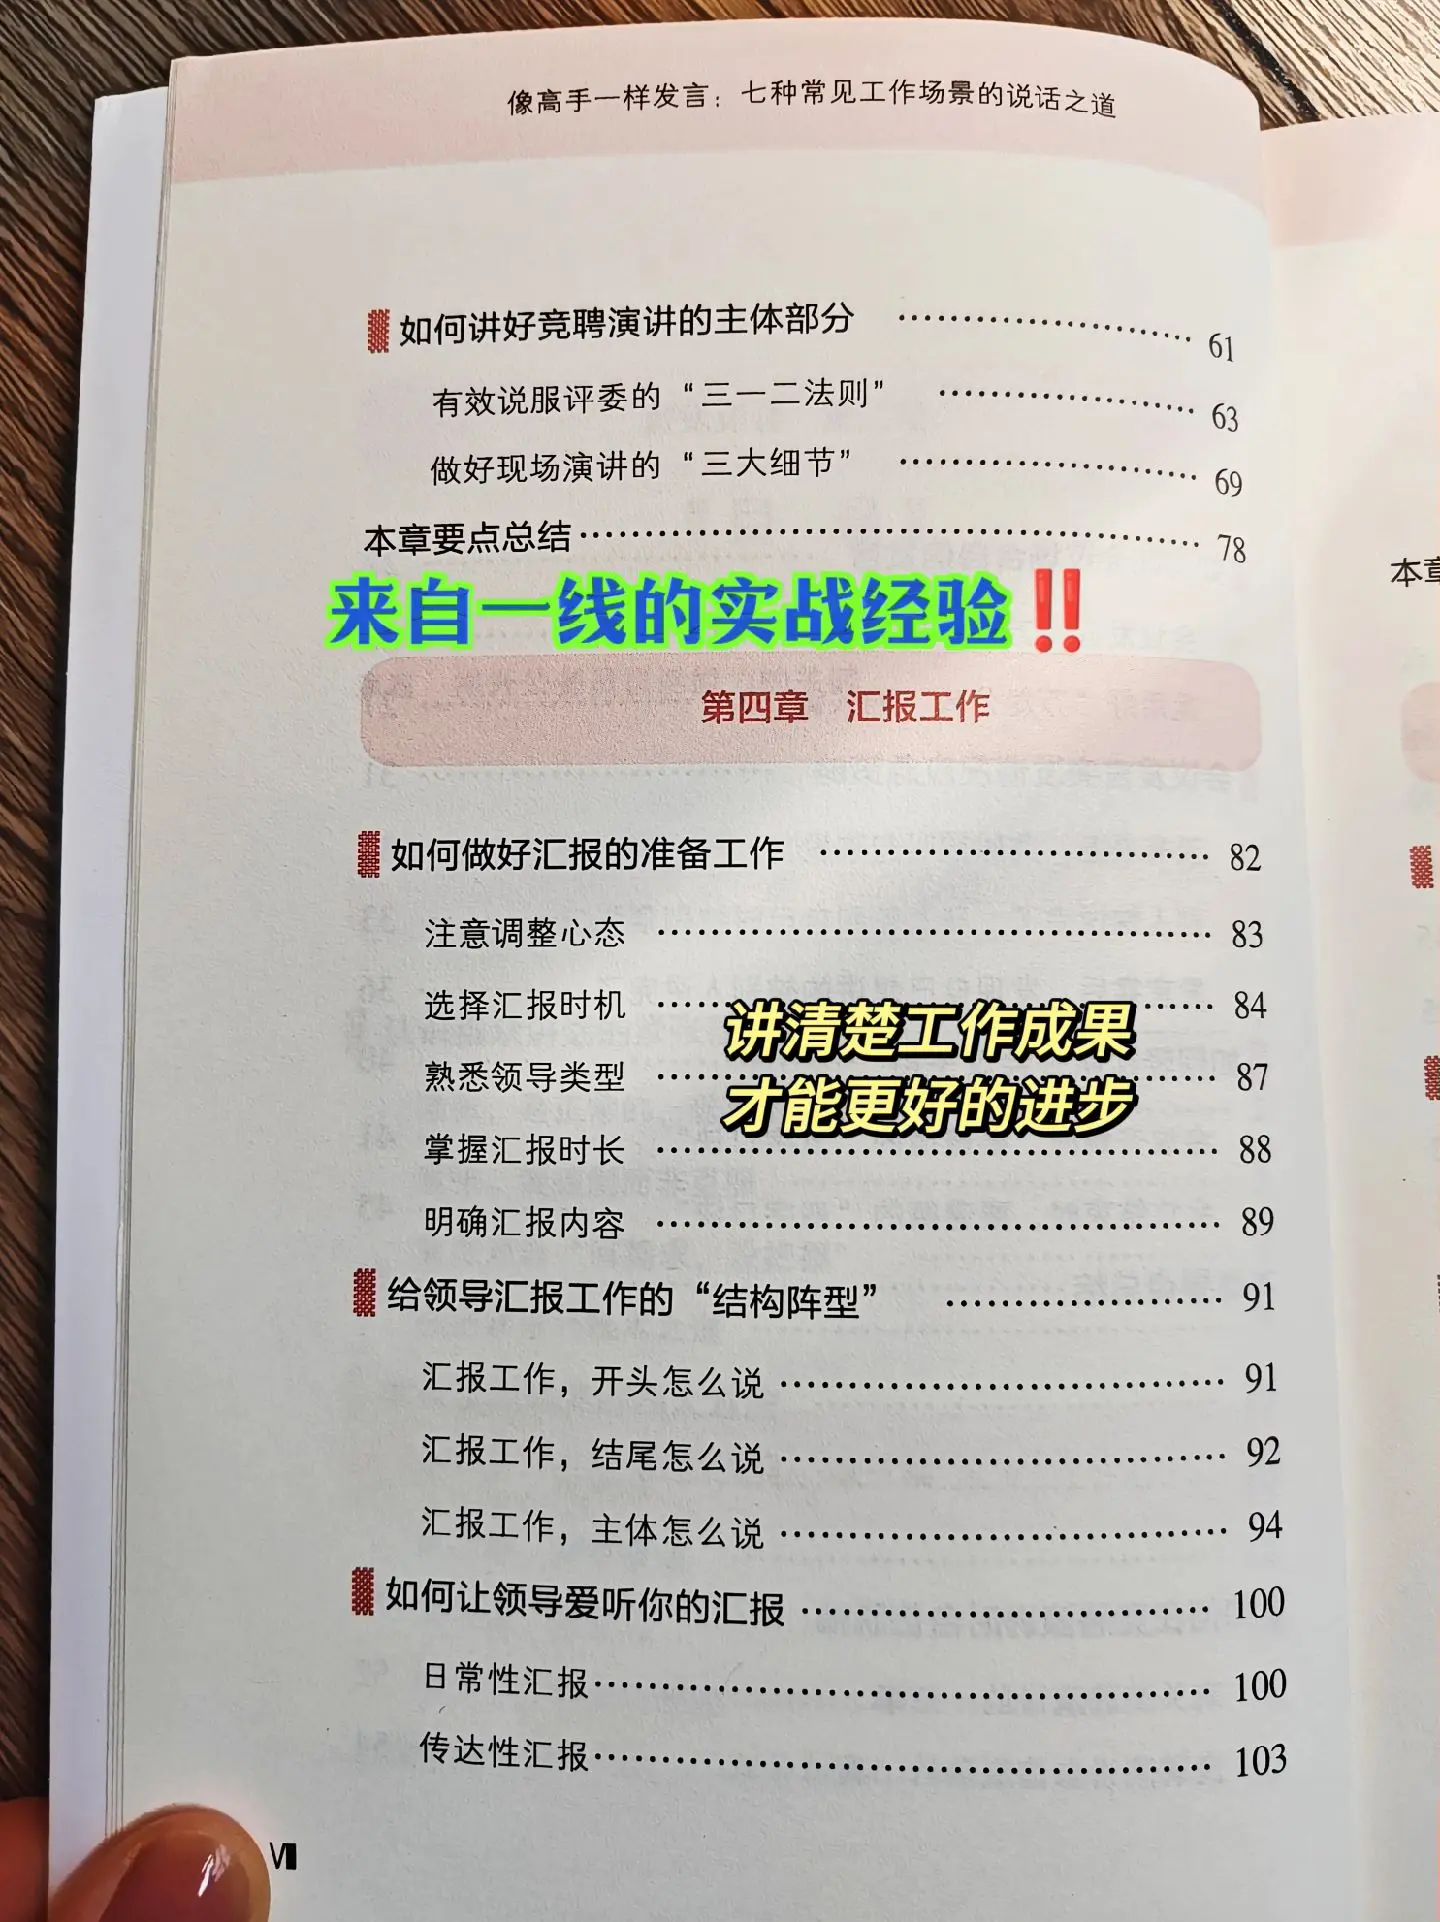 像高手一样发言：七种常见工作场景的说话之道
如何讲好竞聘演讲的主体部分 …… 61
有效说服评委的“三一二法则” …… 63
做好现场演讲的“三大细节” …… 69
本章要点总结 …… 78
来自一线的实战经验‼️
第四章 汇报工作
如何做好汇报的准备工作 …… 82
注意调整心态 …… 83
选择汇报时机 …… 84
讲清楚工作成果
熟悉领导类型 …… 87
才能更好的进步
掌握汇报时长 …… 88
明确汇报内容 …… 89
给领导汇报工作的“结构阵型” …… 91
汇报工作，开头怎么说 …… 91
汇报工作，结尾怎么说 …… 92
汇报工作，主体怎么说 …… 94
如何让领导爱听你的汇报 …… 100
日常性汇报 …… 100
传达性汇报 …… 103
本章